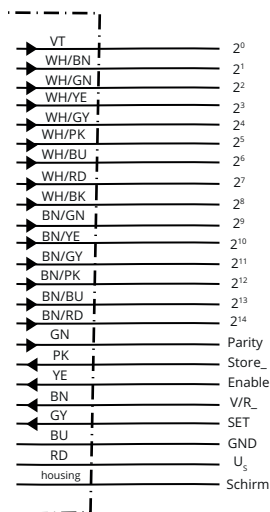 VT 2⁰
WH/BN 2¹
WH/GN 2²
WH/YE 2³
WH/GY 2⁴
WH/PK 2⁵
WH/BU 2⁶
WH/RD 2⁷
WH/BK 2⁸
BN/GN 2⁹
BN/YE 2¹⁰
BN/GY 2¹¹
BN/PK 2¹²
BN/BU 2¹³
BN/RD 2¹⁴
GN Parity
PK Store_
YE Enable
BN V/R_
GY SET
BU GND
RD Uₛ
housing Schirm